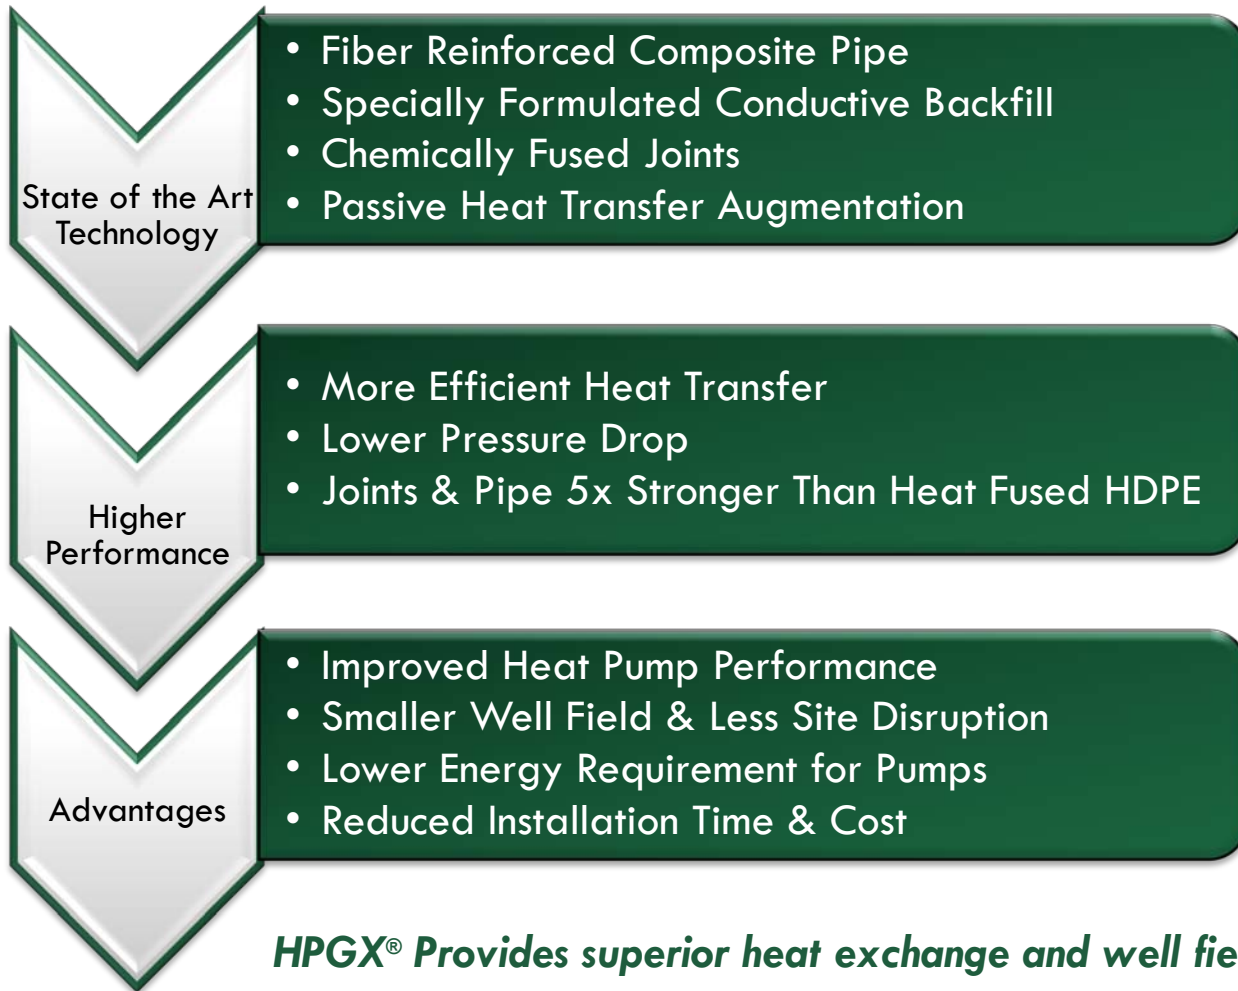 State of the Art
Technology
• Fiber Reinforced Composite Pipe
• Specially Formulated Conductive Backfill
• Chemically Fused Joints
• Passive Heat Transfer Augmentation
Higher
Performance
• More Efficient Heat Transfer
• Lower Pressure Drop
• Joints & Pipe 5x Stronger Than Heat Fused HDPE
Advantages
• Improved Heat Pump Performance
• Smaller Well Field & Less Site Disruption
• Lower Energy Requirement for Pumps
• Reduced Installation Time & Cost
HPGX® Provides superior heat exchange and well